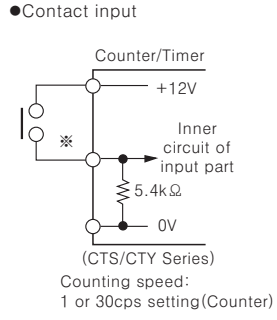 ●Contact input
Counter/Timer
+12V
※
Inner
circuit of
input part
5.4kΩ
0V
(CTS/CTY Series)
Counting speed:
1 or 30cps setting(Counter)